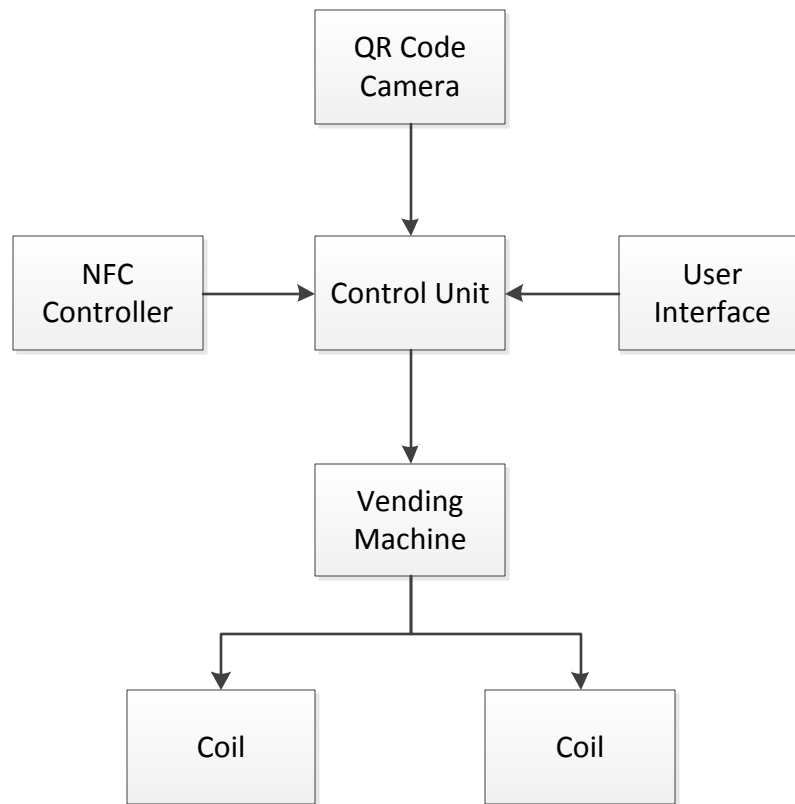 QR Code
Camera
NFC
Controller
Control Unit
User
Interface
Vending
Machine
Coil
Coil